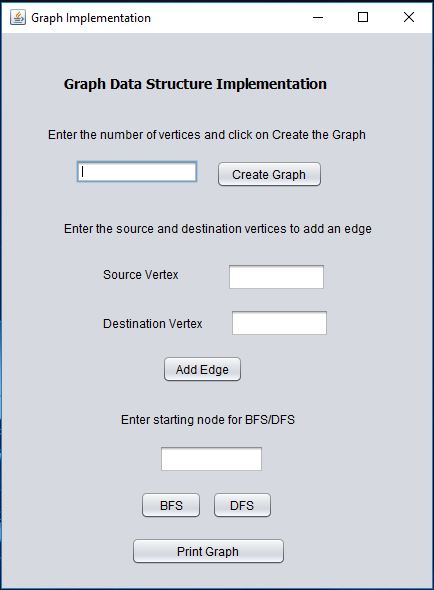 Graph Implementation
Graph Data Structure Implementation
Enter the number of vertices and click on Create the Graph
Create Graph
Enter the source and destination vertices to add an edge
Source Vertex
Destination Vertex
Add Edge
Enter starting node for BFS/DFS
BFS DFS
Print Graph